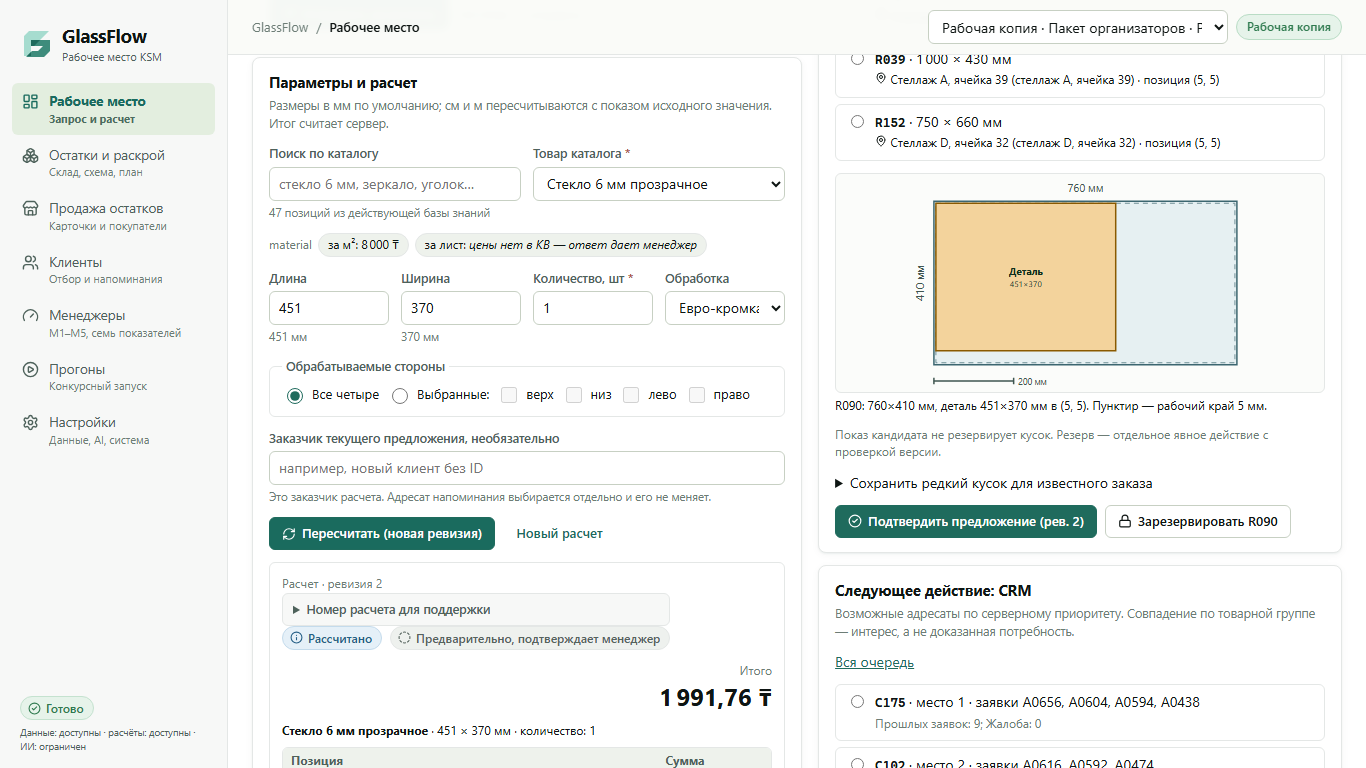 GlassFlow
Рабочее место KSM
Рабочее место
Запрос и расчет
Остатки и раскрой
Склад, схема, план
Продажа остатков
Карточки и покупатели
Клиенты
Отбор и напоминания
Менеджеры
М1–М5, семь показателей
Прогоны
Конкурсный запуск
Настройки
Данные, AI, система
Готово
Данные: доступны · расчёты: доступны ·
ИИ: ограничен
GlassFlow / Рабочее место
Рабочая копия · Пакет организаторов · Р
Рабочая копия
Параметры и расчет
Размеры в мм по умолчанию; см и м пересчитываются с показом исходного значения.
Итог считает сервер.
Поиск по каталогу
Товар каталога *
стекло 6 мм, зеркало, уголок...
Стекло 6 мм прозрачное
47 позиций из действующей базы знаний
material за м²: 8 000 ₸ за лист: цены нет в КВ — ответ дает менеджер
Длина Ширина Количество, шт * Обработка
451 370 1 Евро-кромка
451 мм 370 мм
Обрабатываемые стороны
Все четыре Выбранные: верх низ лево право
Заказчик текущего предложения, необязательно
например, новый клиент без ID
Это заказчик расчета. Адресат напоминания выбирается отдельно и его не меняет.
Пересчитать (новая ревизия) Новый расчет
Расчет · ревизия 2
Номер расчета для поддержки
Рассчитано Предварительно, подтверждает менеджер
Итого
1 991,76 ₸
Стекло 6 мм прозрачное · 451 × 370 мм · количество: 1
Позиция Сумма
R039 · 1 000 × 430 мм
Стеллаж A, ячейка 39 (стеллаж A, ячейка 39) · позиция (5, 5)
R152 · 750 × 660 мм
Стеллаж D, ячейка 32 (стеллаж D, ячейка 32) · позиция (5, 5)
760 мм
410 мм
Деталь
451×370
200 мм
R090: 760×410 мм, деталь 451×370 мм в (5, 5). Пунктир — рабочий край 5 мм.
Показ кандидата не резервирует кусок. Резерв — отдельное явное действие с
проверкой версии.
Сохранить редкий кусок для известного заказа
Подтвердить предложение (рев. 2) Зарезервировать R090
Следующее действие: CRM
Возможные адресаты по серверному приоритету. Совпадение по товарной группе
— интерес, а не доказанная потребность.
Вся очередь
C175 · место 1 · заявки A0656, A0604, A0594, A0438
Прошлых заявок: 9; Жалоба: 0
C102 · место 2 · заявки A0616, A0592, A0474